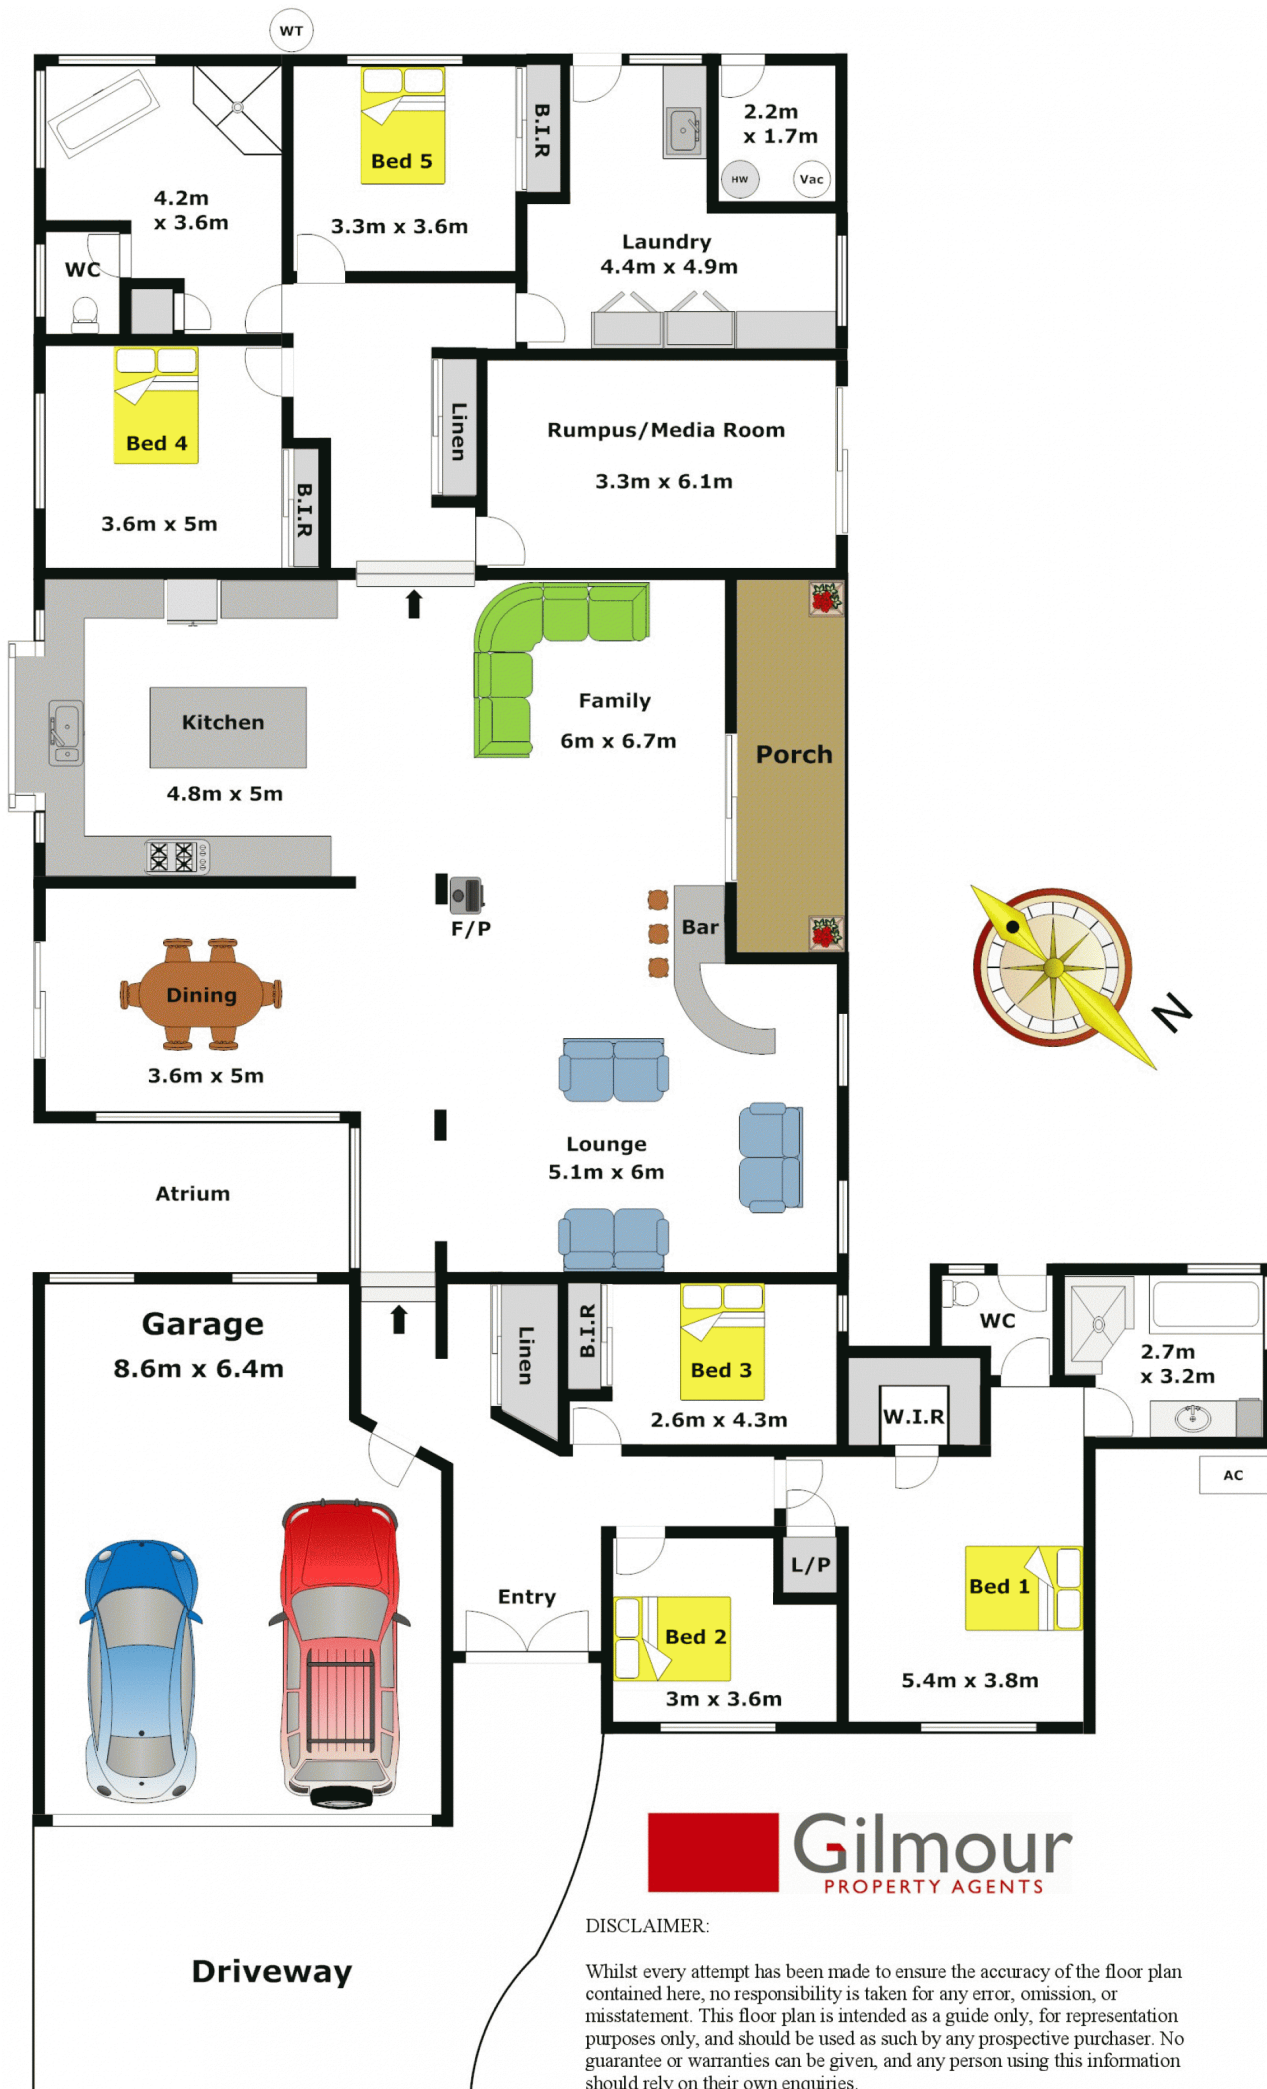 WT
B.I.R
Bed 5
2.2m
x 1.7m
HW
Vac
4.2m
x 3.6m
3.3m x 3.6m
WC
Laundry
4.4m x 4.9m
Bed 4
Linen
Rumpus/Media Room
3.3m x 6.1m
B.I.R
3.6m x 5m
Family
6m x 6.7m
Kitchen
4.8m x 5m
Porch
F/P
Bar
Dining
3.6m x 5m
N
Lounge
5.1m x 6m
Atrium
Garage
8.6m x 6.4m
Linen
B.I.R
Bed 3
2.6m x 4.3m
WC
2.7m
x 3.2m
W.I.R
AC
L/P
Bed 1
5.4m x 3.8m
Entry
Bed 2
3m x 3.6m
Gilmour
PROPERTY AGENTS
Driveway
DISCLAIMER:
Whilst every attempt has been made to ensure the accuracy of the floor plan
contained here, no responsibility is taken for any error, omission, or
misstatement. This floor plan is intended as a guide only, for representation
purposes only, and should be used as such by any prospective purchaser. No
guarantee or warranties can be given, and any person using this information
should rely on their own enquiries.